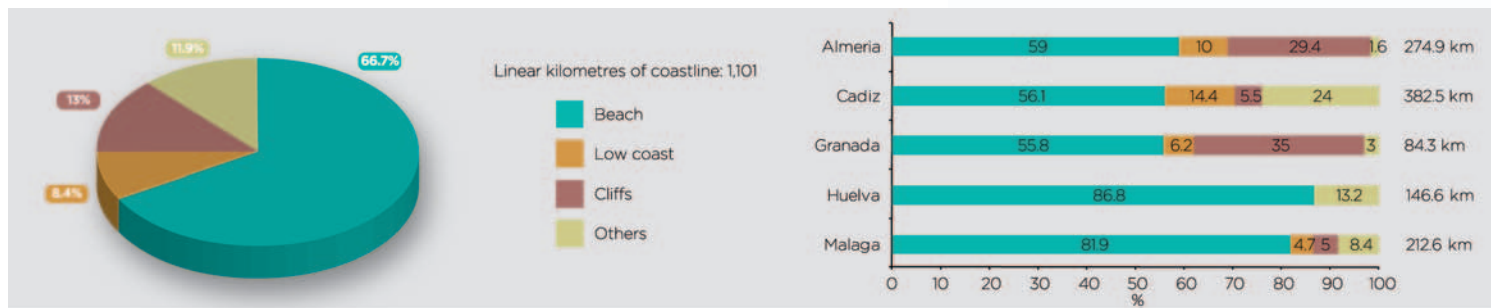 11.9%
66.7%
13%
8.4%
Linear kilometres of coastline: 1,101
Beach
Low coast
Cliffs
Others
Almeria 59 10 29.4 1.6 274.9 km
Cadiz 56.1 14.4 5.5 24 382.5 km
Granada 55.8 6.2 35 3 84.3 km
Huelva 86.8 13.2 146.6 km
Malaga 81.9 4.7 5 8.4 212.6 km
0 10 20 30 40 50 60 70 80 90 100
%